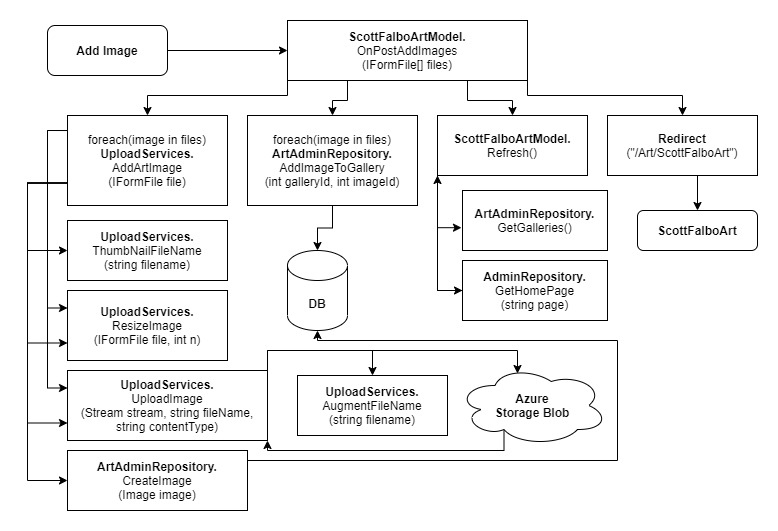 Add Image
ScottFalboArtModel.
OnPostAddImages
(IFormFile[] files)
foreach(image in files)
UploadServices.
AddArtImage
(IFormFile file)
foreach(image in files)
ArtAdminRepository.
AddImageToGallery
(int galleryId, int imageId)
ScottFalboArtModel.
Refresh()
Redirect
("/Art/ScottFalboArt")
ArtAdminRepository.
GetGalleries()
ScottFalboArt
UploadServices.
ThumbNailFileName
(string filename)
DB
AdminRepository.
GetHomePage
(string page)
UploadServices.
ResizeImage
(IFormFile file, int n)
UploadServices.
UploadImage
(Stream stream, string fileName,
string contentType)
UploadServices.
AugmentFileName
(string filename)
Azure
Storage Blob
ArtAdminRepository.
CreateImage
(Image image)